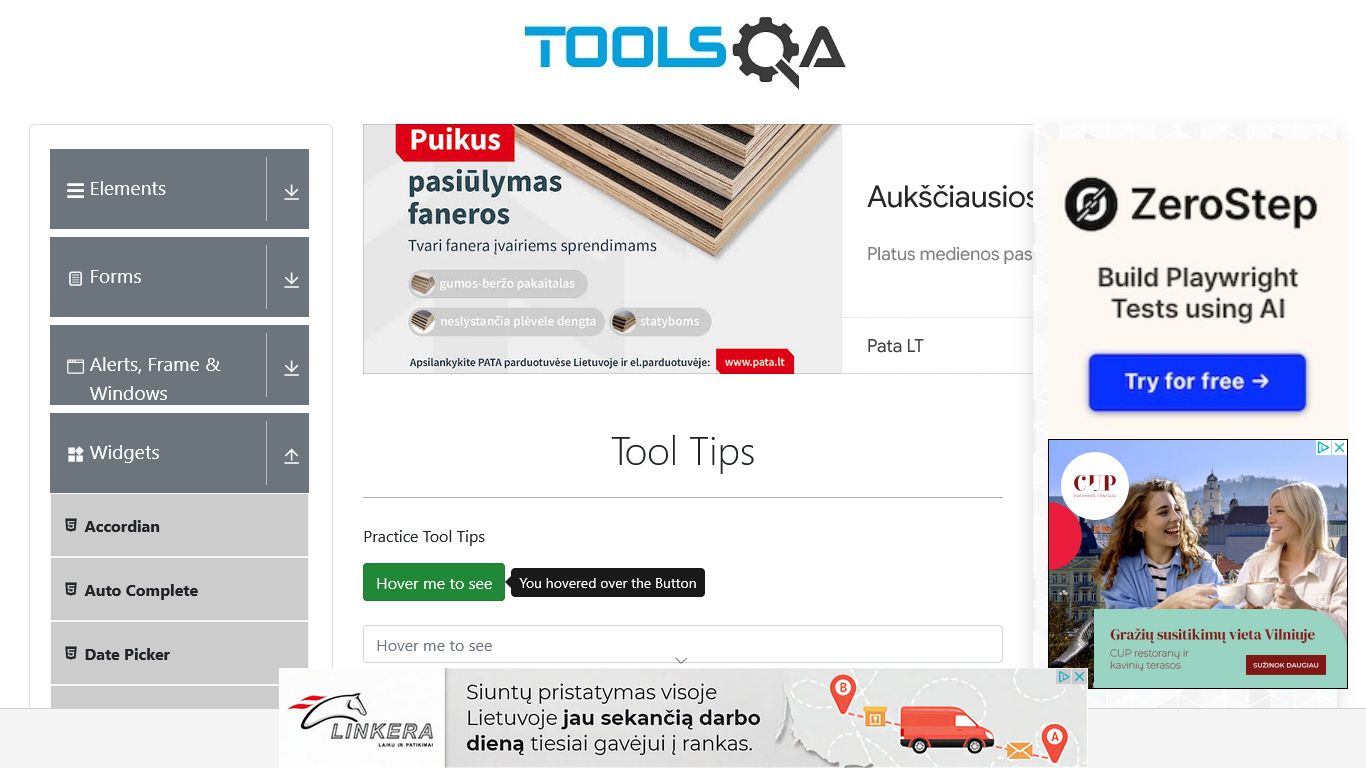 TOOLSQA
Elements
Forms
Alerts, Frame &
Windows
Widgets
Accordian
Auto Complete
Date Picker
Puikus
pasiūlymas
faneros
Tvari fanera įvairiems sprendimams
gumos-beržo pakaitalas
neslystančia plėvele dengta
statyboms
Apsilankykite PATA parduotuvėse Lietuvoje ir el.parduotuvėje:
www.pata.lt
Aukščiausios
Platus medienos pas
Pata LT
Tool Tips
Practice Tool Tips
Hover me to see
You hovered over the Button
Hover me to see
ZeroStep
Build Playwright
Tests using AI
Try for free →
CUP
Gražių susitikimų vieta Vilniuje
CUP restoranų ir
kavinių terasos
SUŽINOK DAUGIAU
LINKERA
LAIKU IR PATIKIMAI
Siuntų pristatymas visoje
Lietuvoje jau sekančią darbo
dieną tiesiai gavėjui į rankas.
B
A